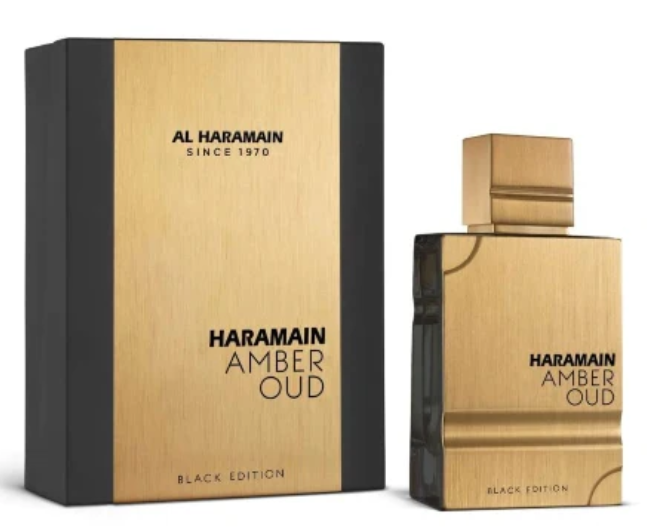 AL HARAMAIN
SINCE 1970
HARAMAIN
AMBER
OUD
BLACK EDITION
HARAMAIN
AMBER
OUD
BLACK EDITION